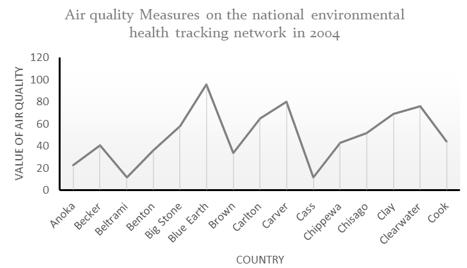 Air quality Measures on the national environmental
health tracking network in 2004
120
100
80
60
40
20
0
VALUE OF AIR QUALITY
Anoka
Becker
Beltrami
Benton
Big Stone
Blue Earth
Brown
Carlton
Carver
Cass
Chippewa
Chisago
Clay
Clearwater
Cook
COUNTRY